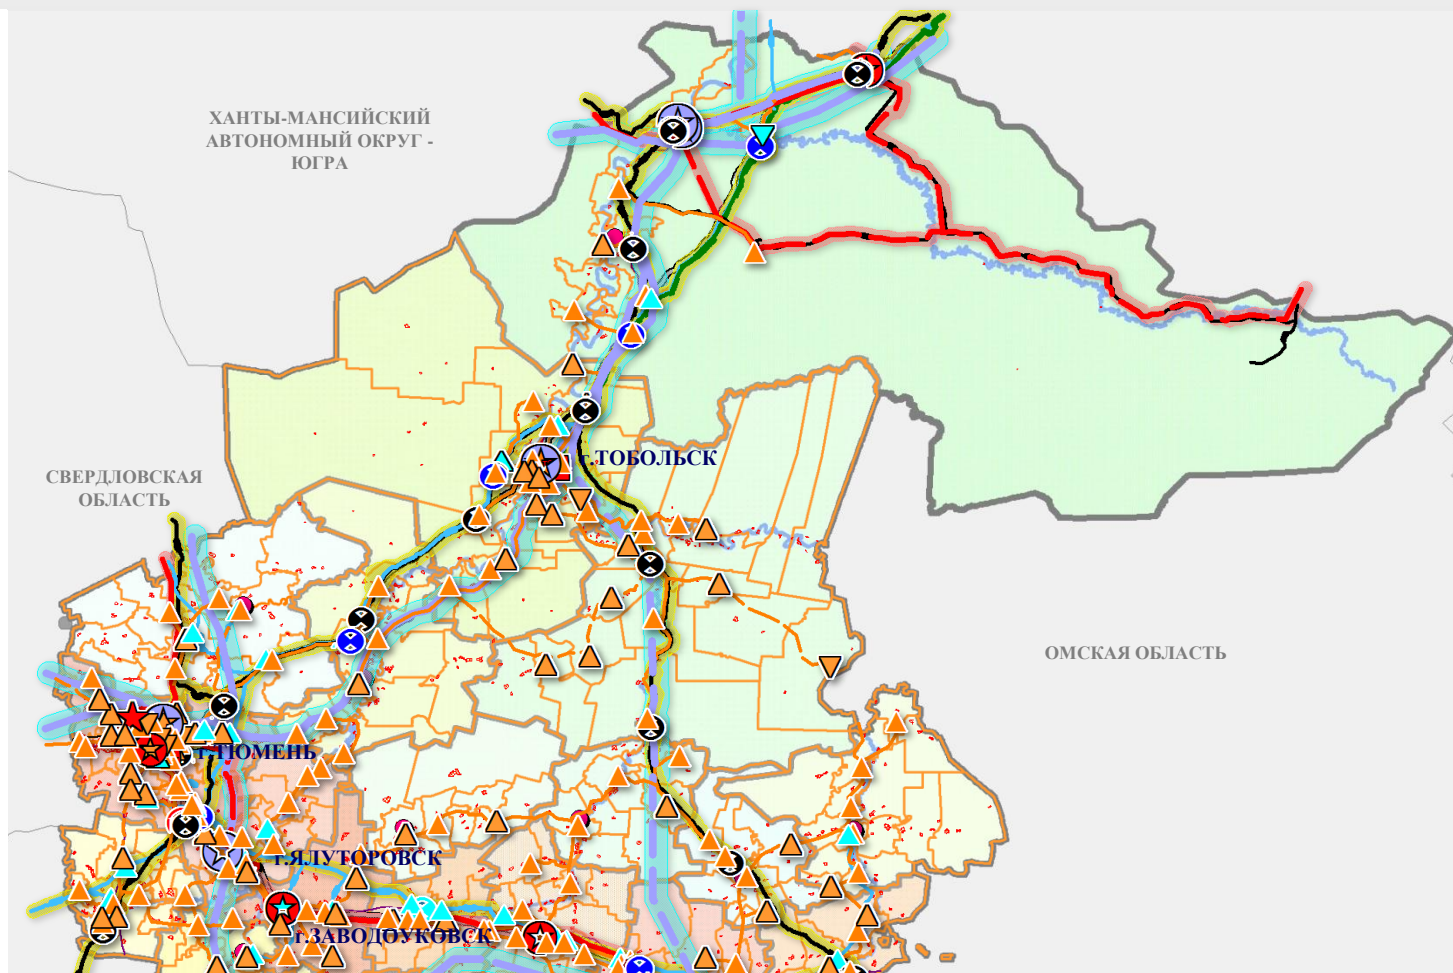 ХАНТЫ-МАНСИЙСКИЙ
АВТОНОМНЫЙ ОКРУГ -
ЮГРА
г.ТОБОЛЬСК
СВЕРДЛОВСКАЯ
ОБЛАСТЬ
ОМСКАЯ ОБЛАСТЬ
г.ТЮМЕНЬ
г.ЯЛУТОРОВСК
г.ЗАВОДОУКОВСК